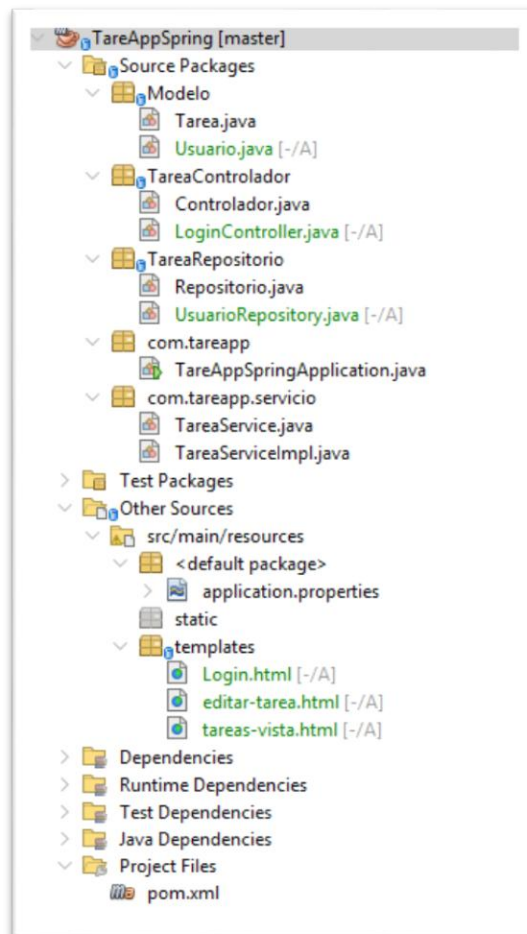 TareAppSpring [master]
Source Packages
Modelo
Tarea.java
Usuario.java [-/A]
TareaControlador
Controlador.java
LoginController.java [-/A]
TareaRepositorio
Repositorio.java
UsuarioRepository.java [-/A]
com.tareapp
TareAppSpringApplication.java
com.tareapp.servicio
TareaService.java
TareaServiceImpl.java
Test Packages
Other Sources
src/main/resources
<default package>
application.properties
static
templates
Login.html [-/A]
editar-tarea.html [-/A]
tareas-vista.html [-/A]
Dependencies
Runtime Dependencies
Test Dependencies
Java Dependencies
Project Files
pom.xml